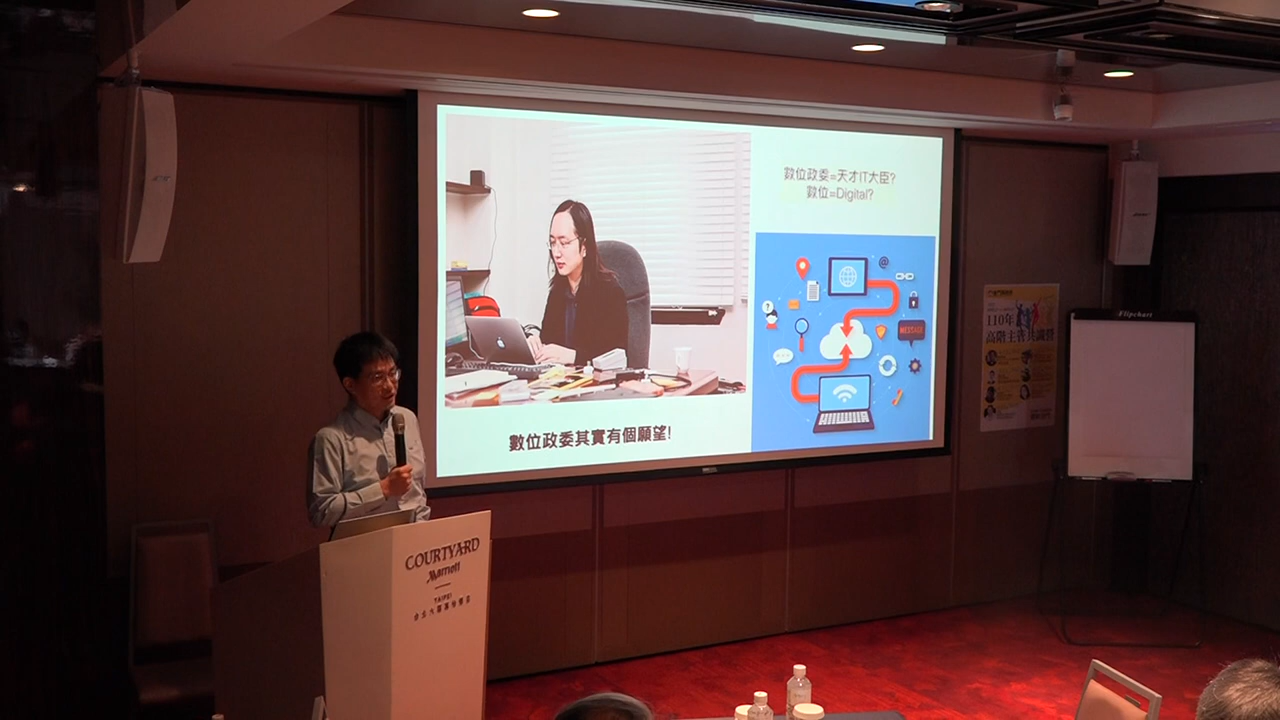 數位政委=天才IT大臣?
數位=Digital?
@
MESSAGE
數位政委其實有個願望!
Flipchart
110年
高階主管共識營
COURTYARD
Marriott
TAIPEI